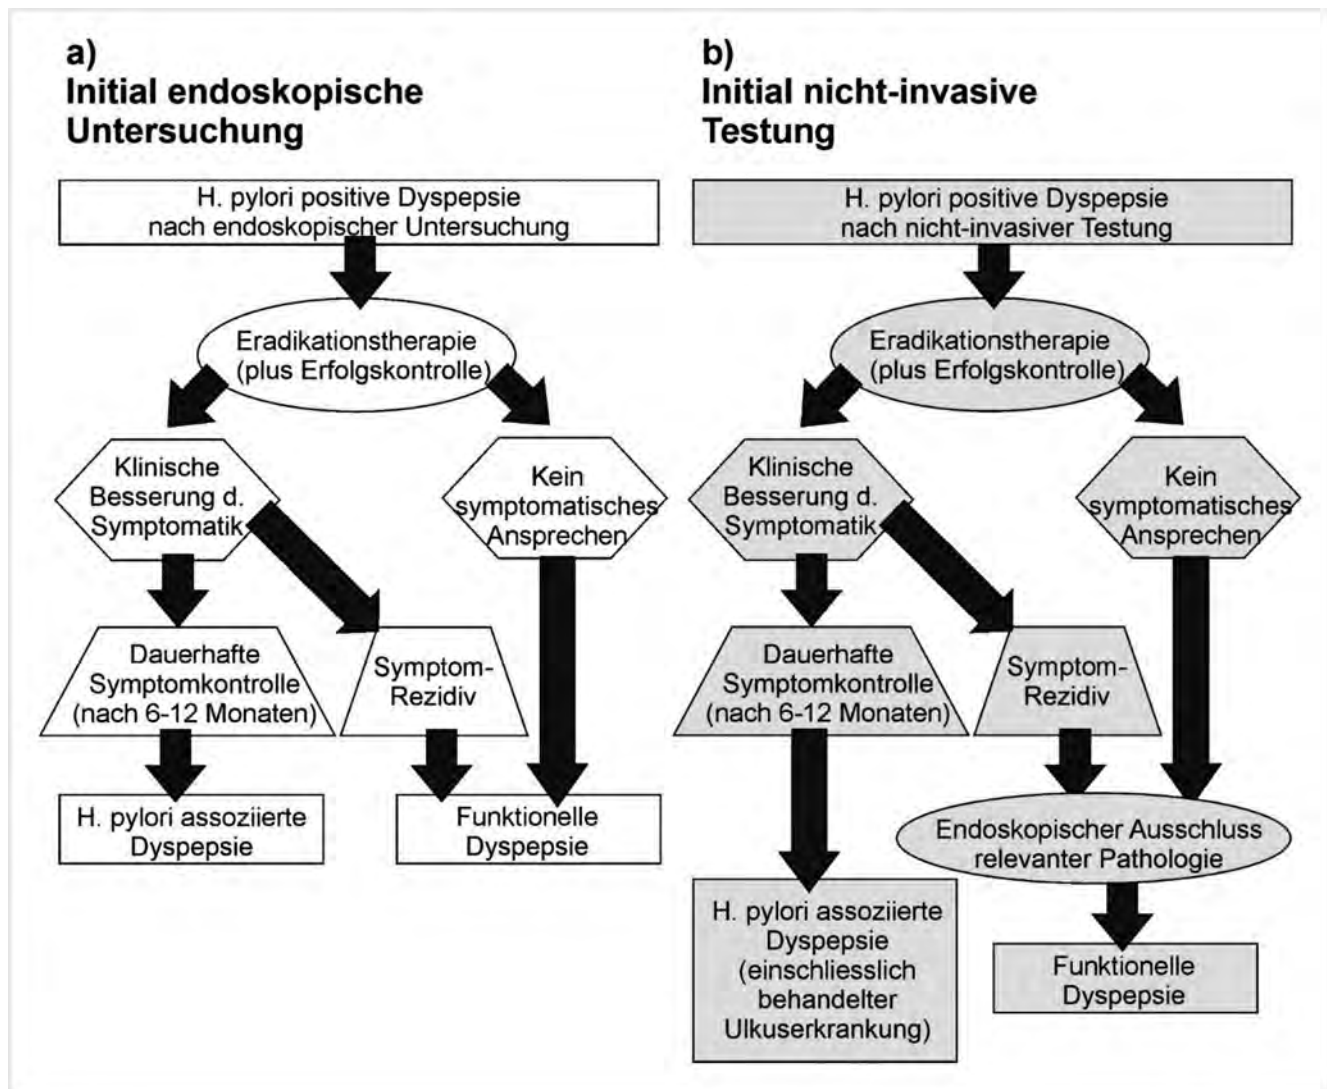 a)
Initial endoskopische
Untersuchung
H. pylori positive Dyspepsie
nach endoskopischer Untersuchung
Eradikationstherapie
(plus Erfolgskontrolle)
Klinische
Besserung d.
Symptomatik
Kein
symptomatisches
Ansprechen
Dauerhafte
Symptomkontrolle
(nach 6-12 Monaten)
Symptom-
Rezidiv
H. pylori assoziierte
Dyspepsie
Funktionelle
Dyspepsie
b)
Initial nicht-invasive
Testung
H. pylori positive Dyspepsie
nach nicht-invasiver Testung
Eradikationstherapie
(plus Erfolgskontrolle)
Klinische
Besserung d.
Symptomatik
Kein
symptomatisches
Ansprechen
Dauerhafte
Symptomkontrolle
(nach 6-12 Monaten)
Symptom-
Rezidiv
Endoskopischer Ausschluss
relevanter Pathologie
H. pylori assoziierte
Dyspepsie
(einschliesslich
behandelter
Ulkuserkrankung)
Funktionelle
Dyspepsie